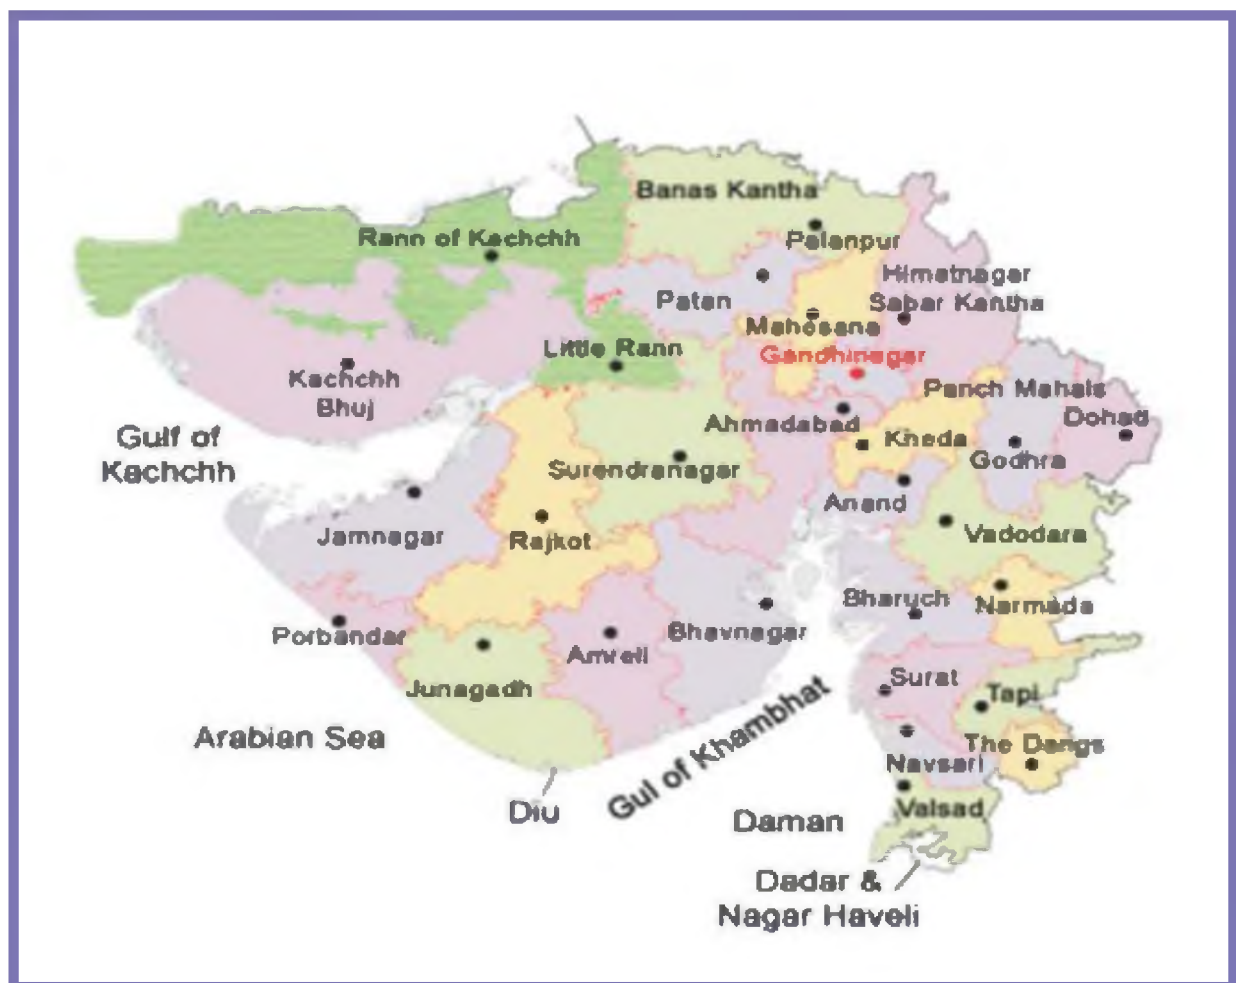 Banas Kantha
Palanpur
Rann of Kachchh
Himatnagar
Patan
Sabar Kantha
Mahesana
Little Rann
Gandhinagar
Kachchh
Bhuj
Panch Mahals
Dohad
Ahmadabad
Gulf of
Kachchh
Kheda
Godhra
Surendranagar
Anand
Jamnagar
Rajkot
Vadodara
Bharuch
Narmada
Porbandar
Bhavnagar
Amreli
Junagadh
Surat
Tapi
Arabian Sea
Gul of Khambhat
The Dangs
Navsari
Diu
Valsad
Daman
Dadar &
Nagar Haveli